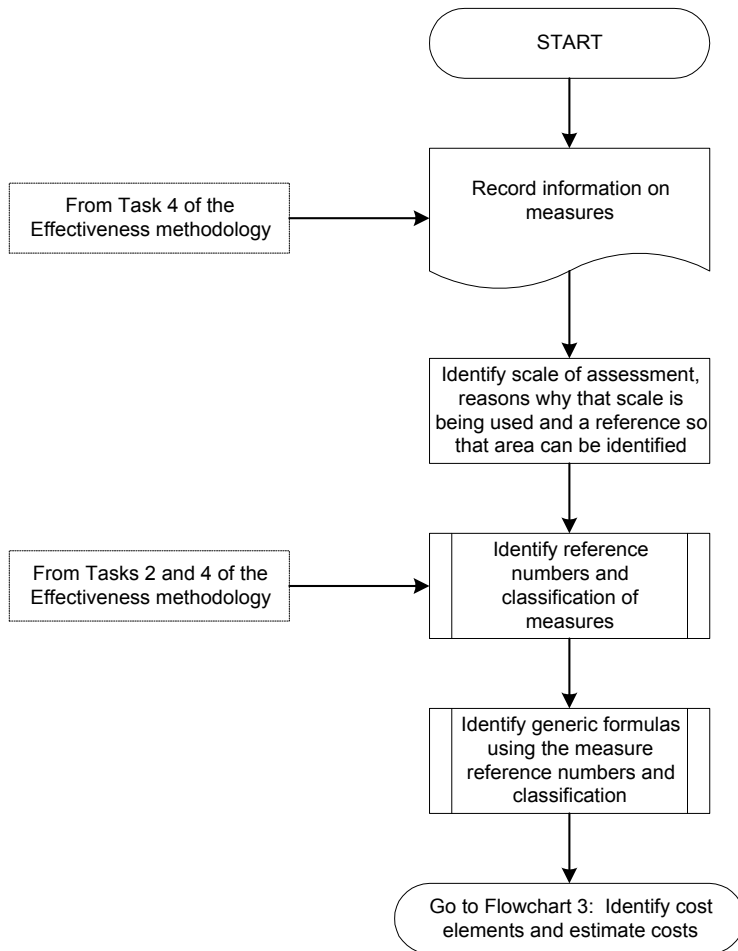 START
Record information on
measures
From Task 4 of the
Effectiveness methodology
Identify scale of assessment,
reasons why that scale is
being used and a reference so
that area can be identified
From Tasks 2 and 4 of the
Effectiveness methodology
Identify reference
numbers and
classification of
measures
Identify generic formulas
using the measure
reference numbers and
classification
Go to Flowchart 3:  Identify cost
elements and estimate costs